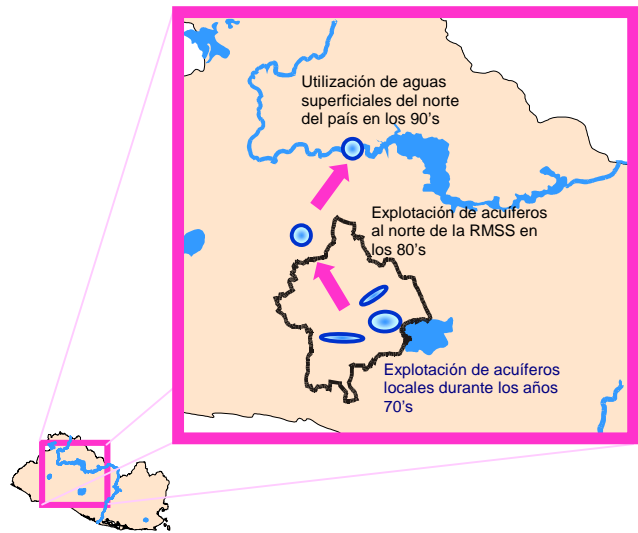 Utilización de aguas
superficiales del norte
del país en los 90's
Explotación de acuíferos
al norte de la RMSS en
los 80's
Explotación de acuíferos
locales durante los años
70's